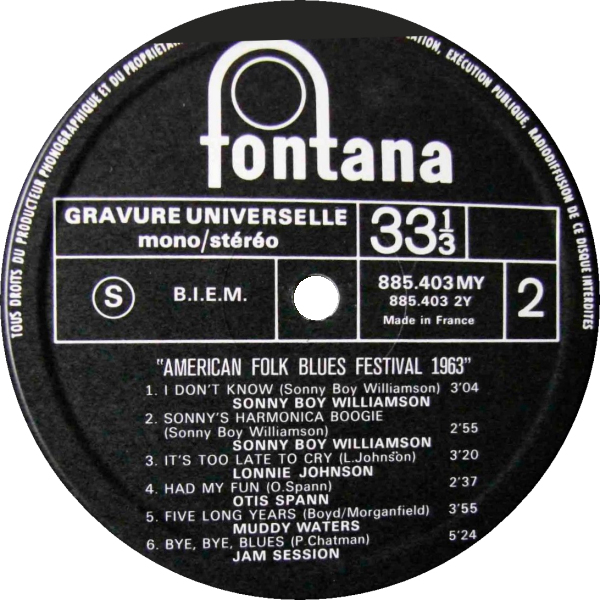 TOUS DROITS DU PRODUCTEUR PHONOGRAPHIQUE ET DU PROPRIÉTAI
EXÉCUTION PUBLIQUE, RADIODIFFUSION DE CE DISQUE INTERDITES
fontana
GRAVURE UNIVERSELLE
mono/stéréo
33 1/3
S
B.I.E.M.
885.403 MY
885.403 2Y
Made in France
2
"AMERICAN FOLK BLUES FESTIVAL 1963"
1. I DON'T KNOW (Sonny Boy Williamson) 3'04
SONNY BOY WILLIAMSON
2. SONNY'S HARMONICA BOOGIE
(Sonny Boy Williamson) 2'55
SONNY BOY WILLIAMSON
3. IT'S TOO LATE TO CRY (L.Johnson) 3'20
LONNIE JOHNSON
4. HAD MY FUN (O.Spann) 2'37
OTIS SPANN
5. FIVE LONG YEARS (Boyd/Morganfield) 3'55
MUDDY WATERS
6. BYE, BYE, BLUES (P.Chatman) 5'24
JAM SESSION